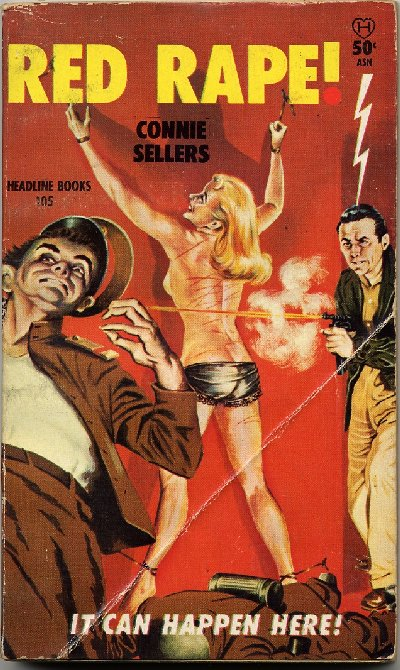 H
50¢
ASN
RED RAPE!
CONNIE
SELLERS
HEADLINE BOOKS
105
IT CAN HAPPEN HERE!